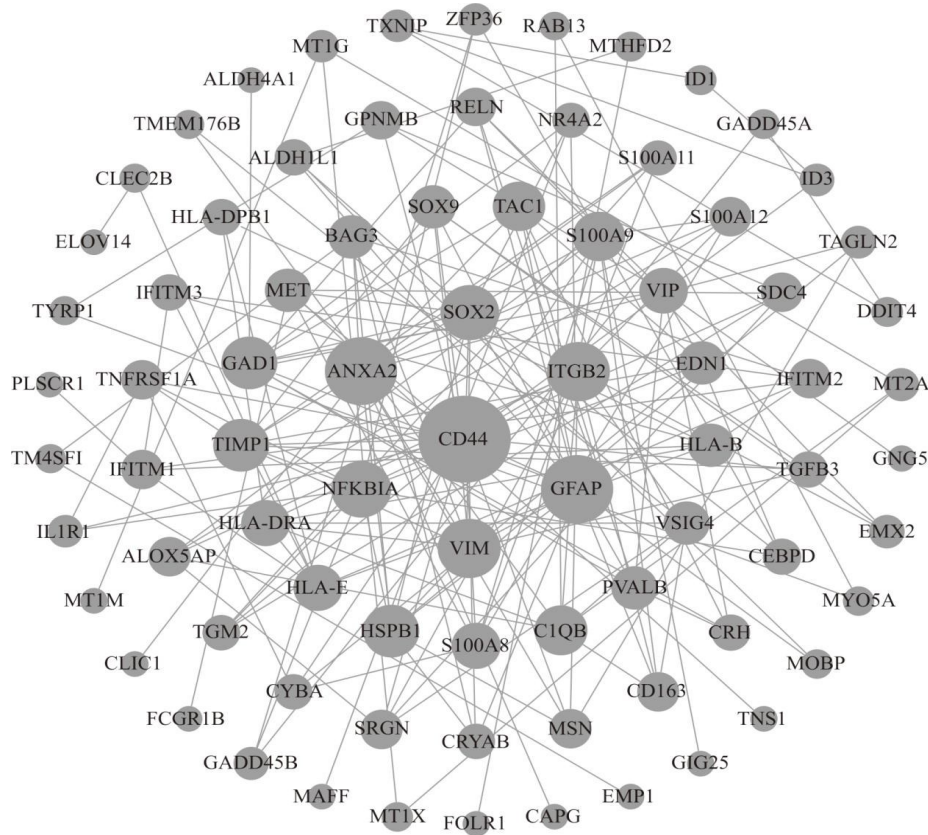 ZFP36
TXNIP
RAB13
MT1G
MTHFD2
ALDH4A1
ID1
RELN
GPNMB
NR4A2
TMEM176B
GADD45A
ALDH1L1
S100A11
CLEC2B
ID3
SOX9
TAC1
HLA-DPB1
S100A12
BAG3
S100A9
ELOV14
TAGLN2
IFITM3
MET
VIP
SDC4
TYRP1
SOX2
DDIT4
GAD1
ANXA2
ITGB2
EDN1
PLSCR1
TNFRSF1A
IFITM2
MT2A
CD44
TIMP1
HLA-B
TM4SFI
IFITM1
GNG5
TGFB3
NFKBIA
GFAP
IL1R1
HLA-DRA
VSIG4
EMX2
ALOX5AP
VIM
CEBPD
MT1M
HLA-E
PVALB
MYO5A
TGM2
HSPB1
S100A8
C1QB
CRH
CLIC1
MOBP
CYBA
CD163
FCGR1B
TNS1
SRGN
CRYAB
MSN
GADD45B
GIG25
MAFF
EMP1
MT1X
FOLR1
CAPG